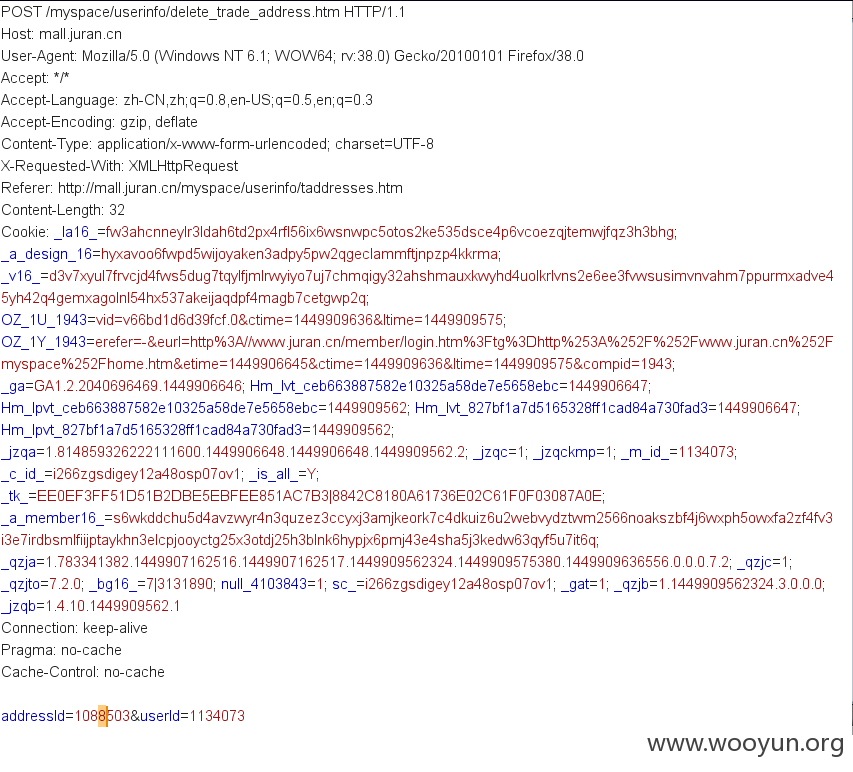 POST /myspace/userinfo/delete_trade_address.htm HTTP/1.1
Host: mall.juran.cn
User-Agent: Mozilla/5.0 (Windows NT 6.1; WOW64; rv:38.0) Gecko/20100101 Firefox/38.0
Accept: */*
Accept-Language: zh-CN,zh;q=0.8,en-US;q=0.5,en;q=0.3
Accept-Encoding: gzip, deflate
Content-Type: application/x-www-form-urlencoded; charset=UTF-8
X-Requested-With: XMLHttpRequest
Referer: http://mall.juran.cn/myspace/userinfo/taddresses.htm
Content-Length: 32
Cookie: _la16_=fw3ahcnneylr3ldah6td2px4rfl56ix6wsnwpc5otos2ke535dsce4p6vcoezqjtemwjfqz3h3bhg;
_a_design_16=hyxavoo6fwpd5wijoyaken3adpy5pw2qgeclammftjnpzp4kkrma;
_v16_=d3v7xyul7frvcjd4fws5dug7tqylfjmlrwyiyo7uj7chmqigy32ahshmauxkwyhd4uolkrlvns2e6ee3fvwsusimvnvahm7ppurmxadve4
5yh42q4gemxagolnl54hx537akeijaqdpf4magb7cetgwp2q;
OZ_1U_1943=vid=v66bd1d6d39fcf.0&ctime=1449909636&ltime=1449909575;
OZ_1Y_1943=erefer=-&eurl=http%3A//www.juran.cn/member/login.htm%3Ftg%3Dhttp%253A%252F%252Fwww.juran.cn%252F
myspace%252Fhome.htm&etime=1449906645&ctime=1449909636&ltime=1449909575&compid=1943;
_ga=GA1.2.2040696469.1449906646; Hm_lvt_ceb663887582e10325a58de7e5658ebc=1449906647;
Hm_lpvt_ceb663887582e10325a58de7e5658ebc=1449909562; Hm_lvt_827bf1a7d5165328ff1cad84a730fad3=1449906647;
Hm_lpvt_827bf1a7d5165328ff1cad84a730fad3=1449909562;
_jzqa=1.814859326222111600.1449906648.1449906648.1449909562.2; _jzqc=1; _jzqckmp=1; _m_id_=1134073;
_c_id_=i266zgsdigey12a48osp07ov1; _is_all_=Y;
_tk_=EE0EF3FF51D51B2DBE5EBFEE851AC7B3|8842C8180A61736E02C61F0F03087A0E;
_a_member16_=s6wkddchu5d4avzwyr4n3quzez3ccyxj3amjkeork7c4dkuiz6u2webvydztwm2566noakszbf4j6wxph5owxfa2zf4fv3
i3e7irdbsmlfiijptaykhn3elcpjooyctg25x3otdj25h3blnk6hypjx6pmj43e4sha5j3kedw63qyf5u7it6q;
_qzja=1.783341382.1449907162516.1449907162517.1449909562324.1449909575380.1449909636556.0.0.0.7.2; _qzjc=1;
_qzjto=7.2.0; _bg16_=7|3131890; null_4103843=1; sc_=i266zgsdigey12a48osp07ov1; _gat=1; _qzjb=1.1449909562324.3.0.0.0;
_jzqb=1.4.10.1449909562.1
Connection: keep-alive
Pragma: no-cache
Cache-Control: no-cache
addressId=1088503&userId=1134073
www.wooyun.org